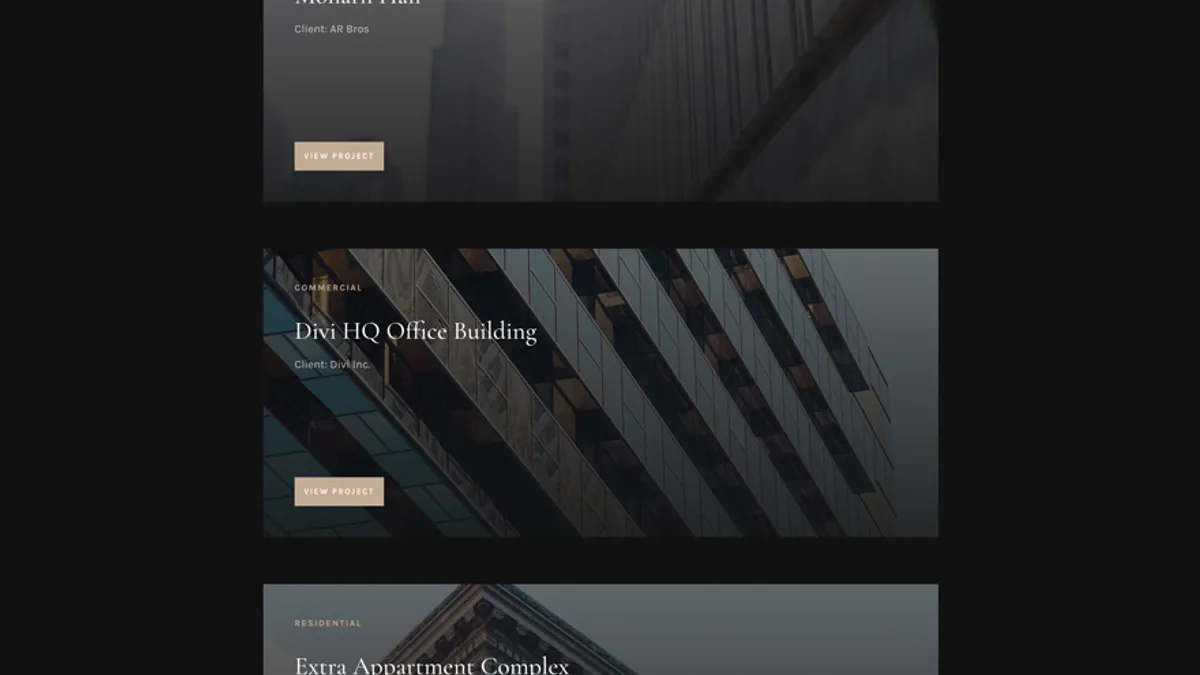 Client: AR Bros
VIEW PROJECT
COMMERCIAL
Divi HQ Office Building
Client: Divi Inc.
VIEW PROJECT
RESIDENTIAL
Extra Appartment Complex